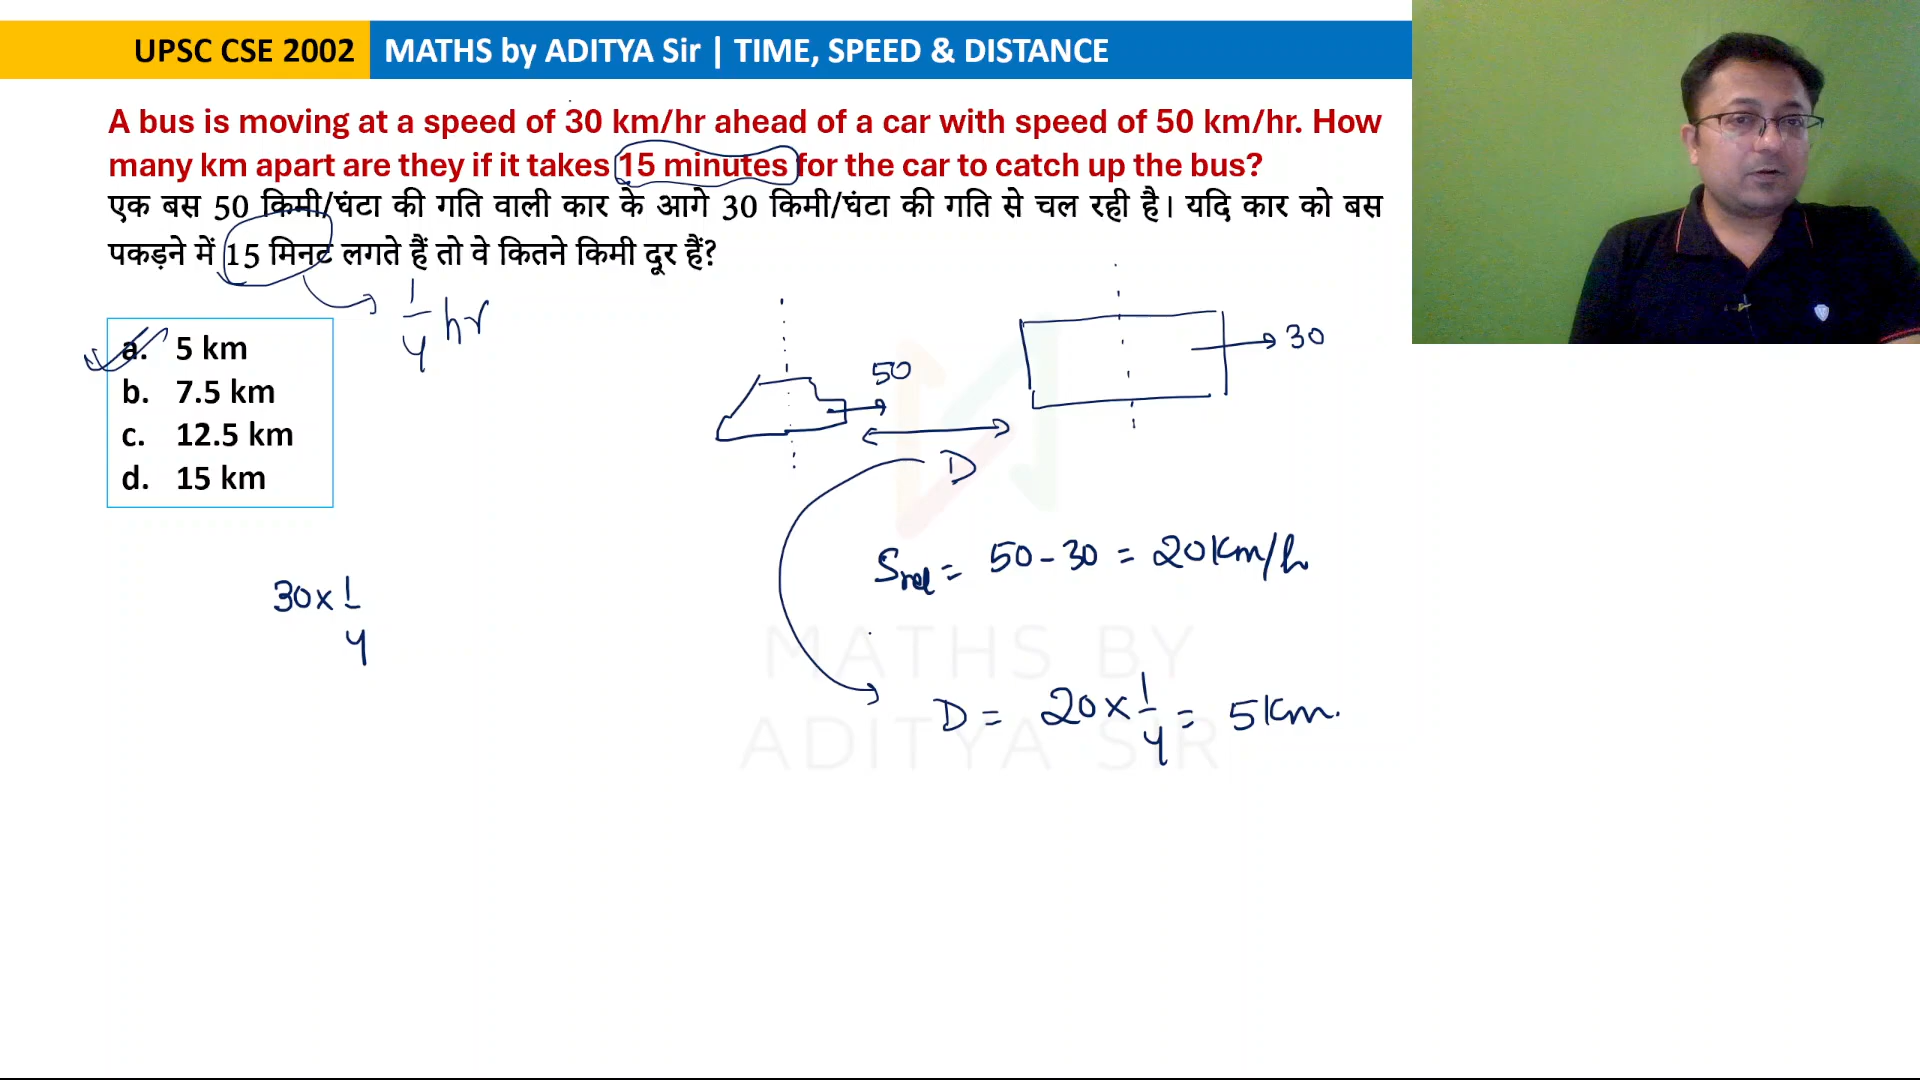 UPSC CSE 2002 MATHS by ADITYA Sir | TIME, SPEED & DISTANCE
A bus is moving at a speed of 30 km/hr ahead of a car with speed of 50 km/hr. How
many km apart are they if it takes 15 minutes for the car to catch up the bus?
एक बस 50 किमी/घंटा की गति वाली कार के आगे 30 किमी/घंटा की गति से चल रही है। यदि कार को बस
पकड़ने में 15 मिनट लगते हैं तो वे कितने किमी दूर हैं?
1/4 hr
a. 5 km
b. 7.5 km
c. 12.5 km
d. 15 km
50
30
D
Srel = 50 - 30 = 20 Km/h
30 × 1/4
D = 20 × 1/4 = 5 Km.
MATHS BY
ADITYA SIR